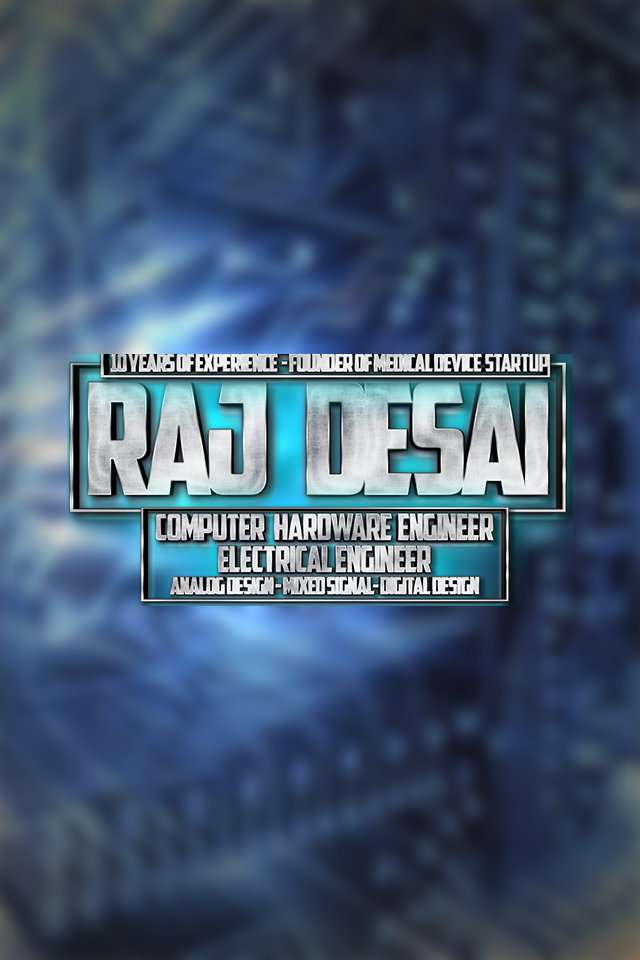 10 YEARS OF EXPERIENCE - FOUNDER OF MEDICAL DEVICE STARTUP
RAJ DESAI
COMPUTER HARDWARE ENGINEER
ELECTRICAL ENGINEER
ANALOG DESIGN - MIXED SIGNAL - DIGITAL DESIGN